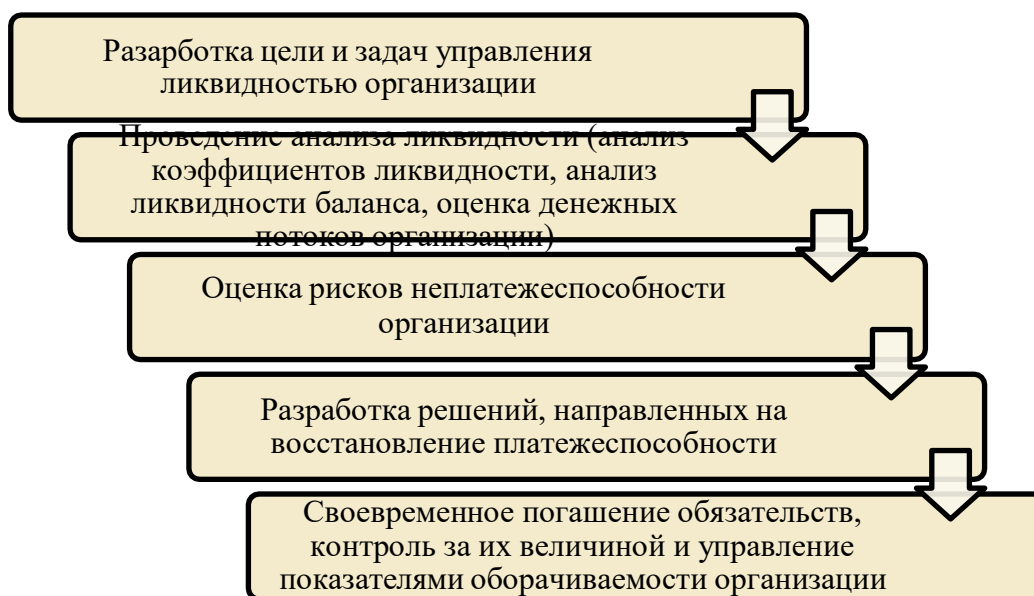 Разарботка цели и задач управления
ликвидностью организации
Проведение анализа ликвидности (анализ
коэффициентов ликвидности, анализ
ликвидности баланса, оценка денежных
потоков организации)
Оценка рисков неплатежеспособности
организации
Разработка решений, направленных на
восстановление платежеспособности
Своевременное погашение обязательств,
контроль за их величиной и управление
показателями оборачиваемости организации